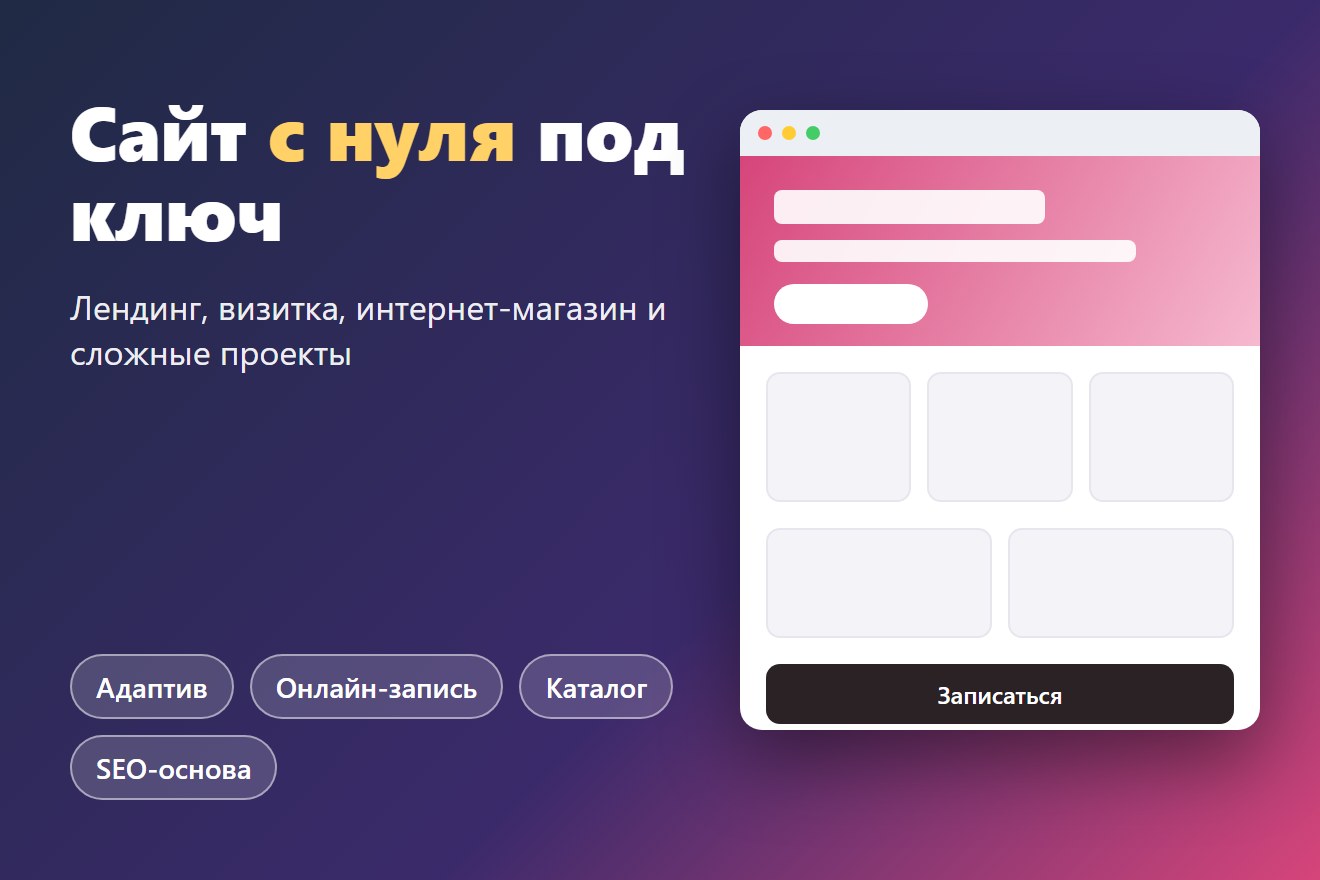 Сайт с нуля под
ключ
Лендинг, визитка, интернет-магазин и
сложные проекты
Адаптив
Онлайн-запись
Каталог
SEO-основа
Записаться